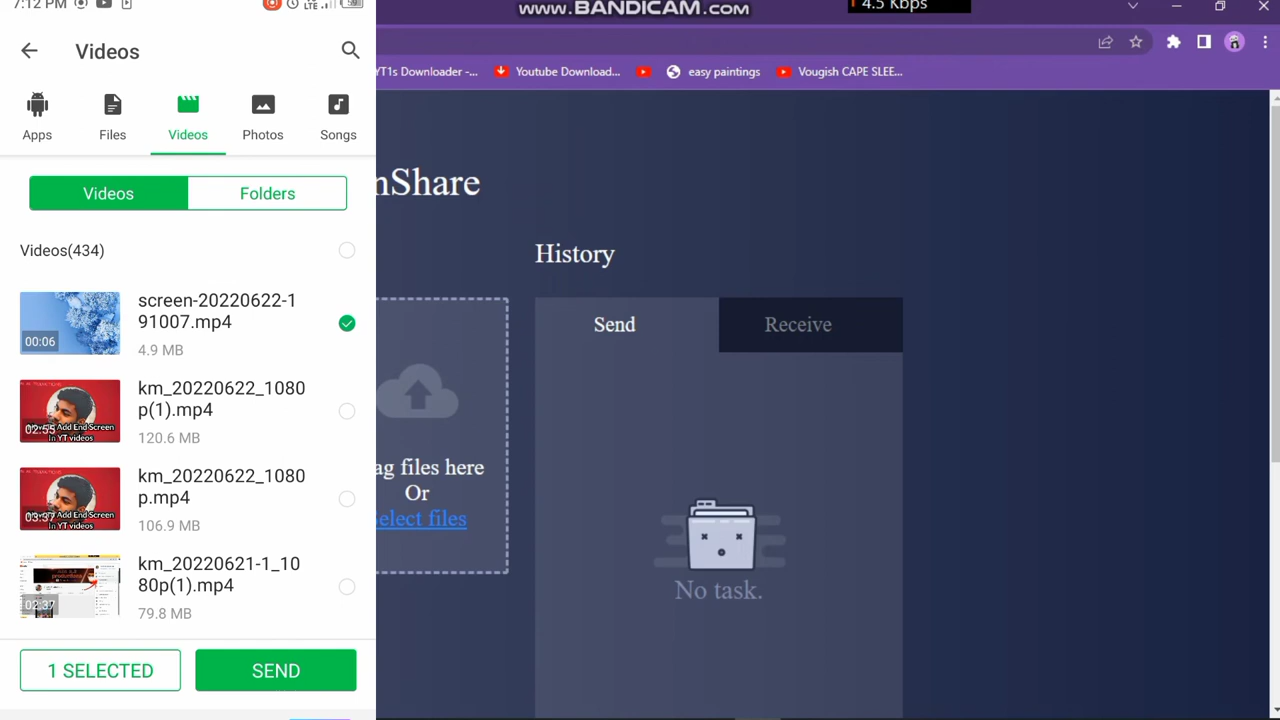 7:12 PM
LTE
Videos
Apps
Files
Videos
Photos
Songs
Videos
Folders
Videos(434)
screen-20220622-1
91007.mp4
4.9 MB
00:06
km_20220622_1080
p(1).mp4
120.6 MB
02:55
Add End Screen
In YT videos
km_20220622_1080
p.mp4
106.9 MB
03:37
Add End Screen
In YT videos
km_20220621-1_10
80p(1).mp4
79.8 MB
02:37
1 SELECTED
SEND
www.BANDICAM.com
4.5 Kbps
YT1s Downloader -...
Youtube Download...
easy paintings
Vougish CAPE SLEE...
nShare
History
Send
Receive
ag files here
Or
elect files
No task.